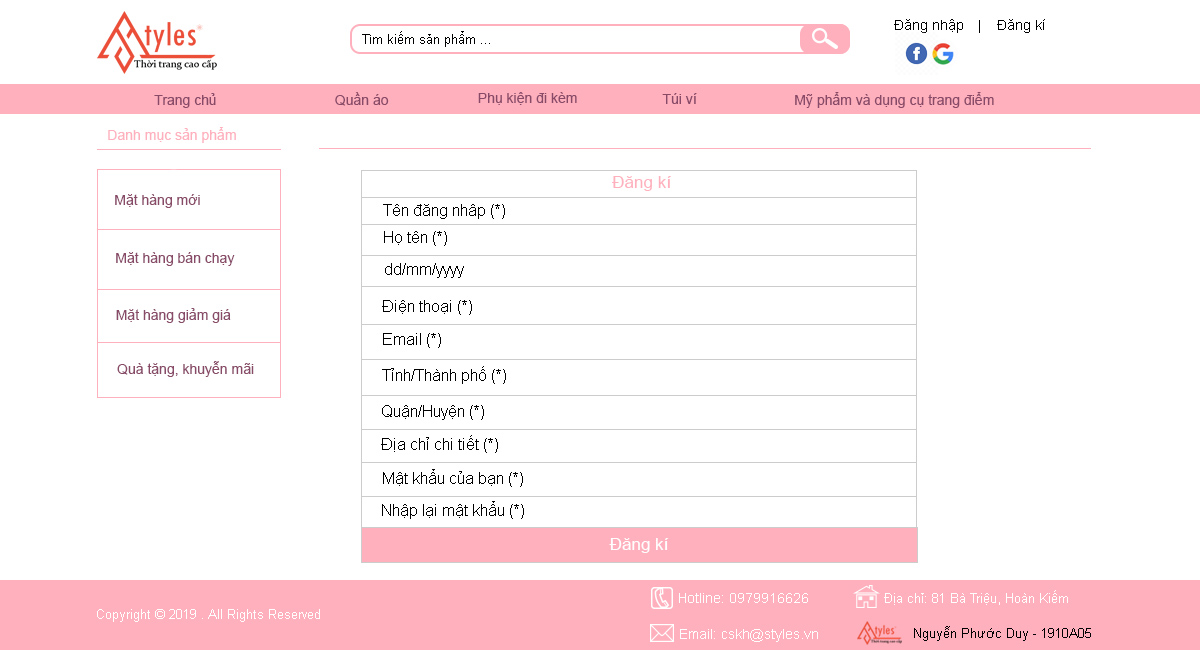 Styles
Thời trang cao cấp
Tìm kiếm sản phẩm ...
Đăng nhập | Đăng kí
Trang chủ Quần áo Phụ kiện đi kèm Túi ví Mỹ phẩm và dụng cụ trang điểm
Danh mục sản phẩm
Mặt hàng mới
Mặt hàng bán chạy
Mặt hàng giảm giá
Quà tặng, khuyễn mãi
Đăng kí
Tên đăng nhâp (*)
Họ tên (*)
dd/mm/yyyy
Điện thoại (*)
Email (*)
Tỉnh/Thành phố (*)
Quận/Huyện (*)
Địa chỉ chi tiết (*)
Mật khẩu của bạn (*)
Nhập lại mật khẩu (*)
Đăng kí
Copyright © 2019 . All Rights Reserved
Hotline: 0979916626
Địa chỉ: 81 Bà Triệu, Hoàn Kiếm
Email: cskh@styles.vn
Styles
Thời trang cao cấp
Nguyễn Phước Duy - 1910A05